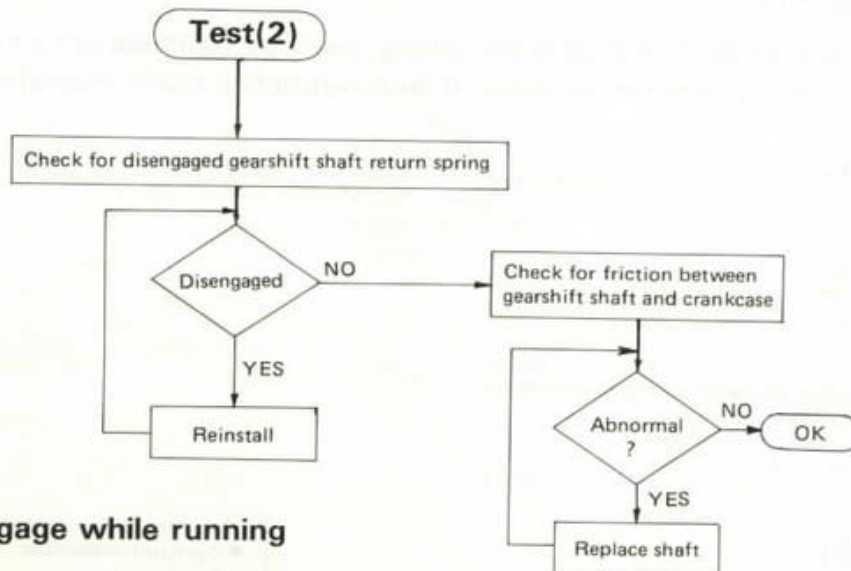 Test(2)
Check for disengaged gearshift shaft return spring
Disengaged
NO
YES
Reinstall
Check for friction between
gearshift shaft and crankcase
Abnormal
?
NO
OK
YES
Replace shaft
while running